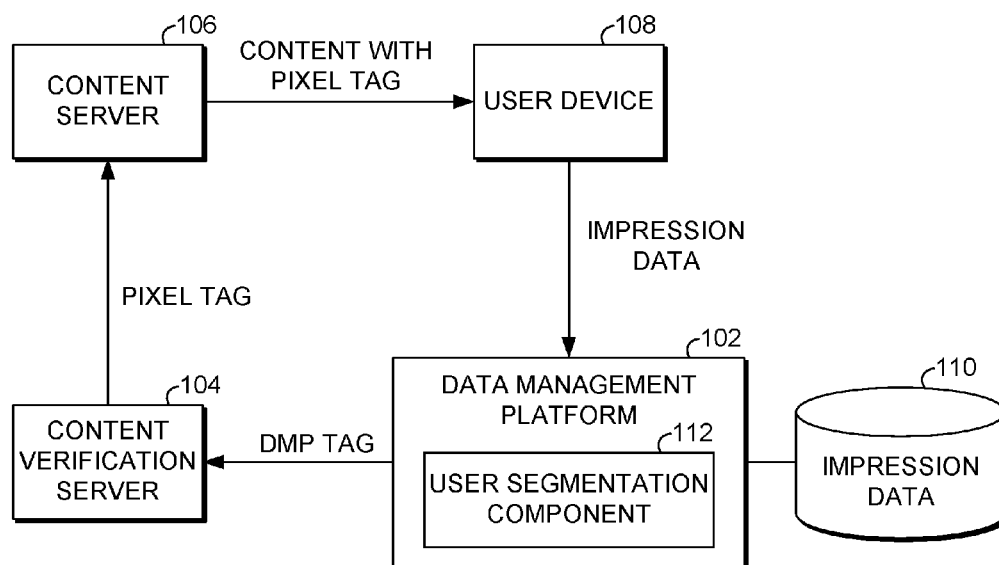 106
CONTENT
SERVER
CONTENT WITH
PIXEL TAG
108
USER DEVICE
IMPRESSION
DATA
PIXEL TAG
104
CONTENT
VERIFICATION
SERVER
DMP TAG
102
DATA MANAGEMENT
PLATFORM
112
USER SEGMENTATION
COMPONENT
110
IMPRESSION
DATA